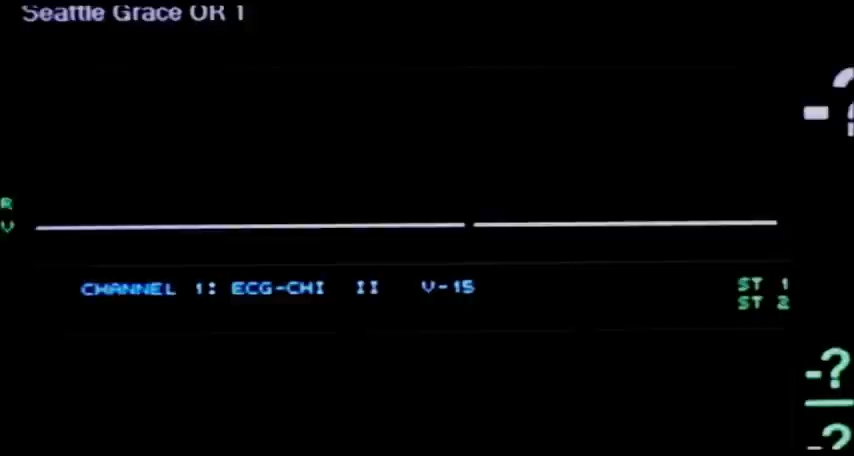 Seattle Grace OR 1
-?
R
V
CHANNEL 1: ECG-CHI II V-15
ST 1
ST 2
-?
-?